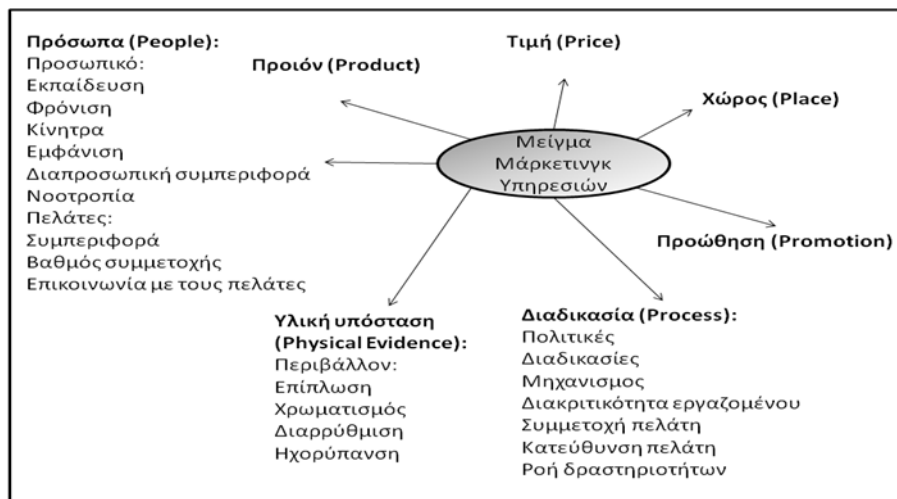 Πρόσωπα (People):
Προσωπικό:
Εκπαίδευση
Φρόνιση
Κίνητρα
Εμφάνιση
Διαπροσωπική συμπεριφορά
Νοοτροπία
Πελάτες:
Συμπεριφορά
Βαθμός συμμετοχής
Επικοινωνία με τους πελάτες
Προιόν (Product)
Τιμή (Price)
Χώρος (Place)
Μείγμα
Μάρκετινγκ
Υπηρεσιών
Προώθηση (Promotion)
Υλική υπόσταση
(Physical Evidence):
Περιβάλλον:
Επίπλωση
Χρωματισμός
Διαρρύθμιση
Ηχορύπανση
Διαδικασία (Process):
Πολιτικές
Διαδικασίες
Μηχανισμος
Διακριτικότητα εργαζομένου
Συμμετοχή πελάτη
Κατεύθυνση πελάτη
Ροή δραστηριοτήτων